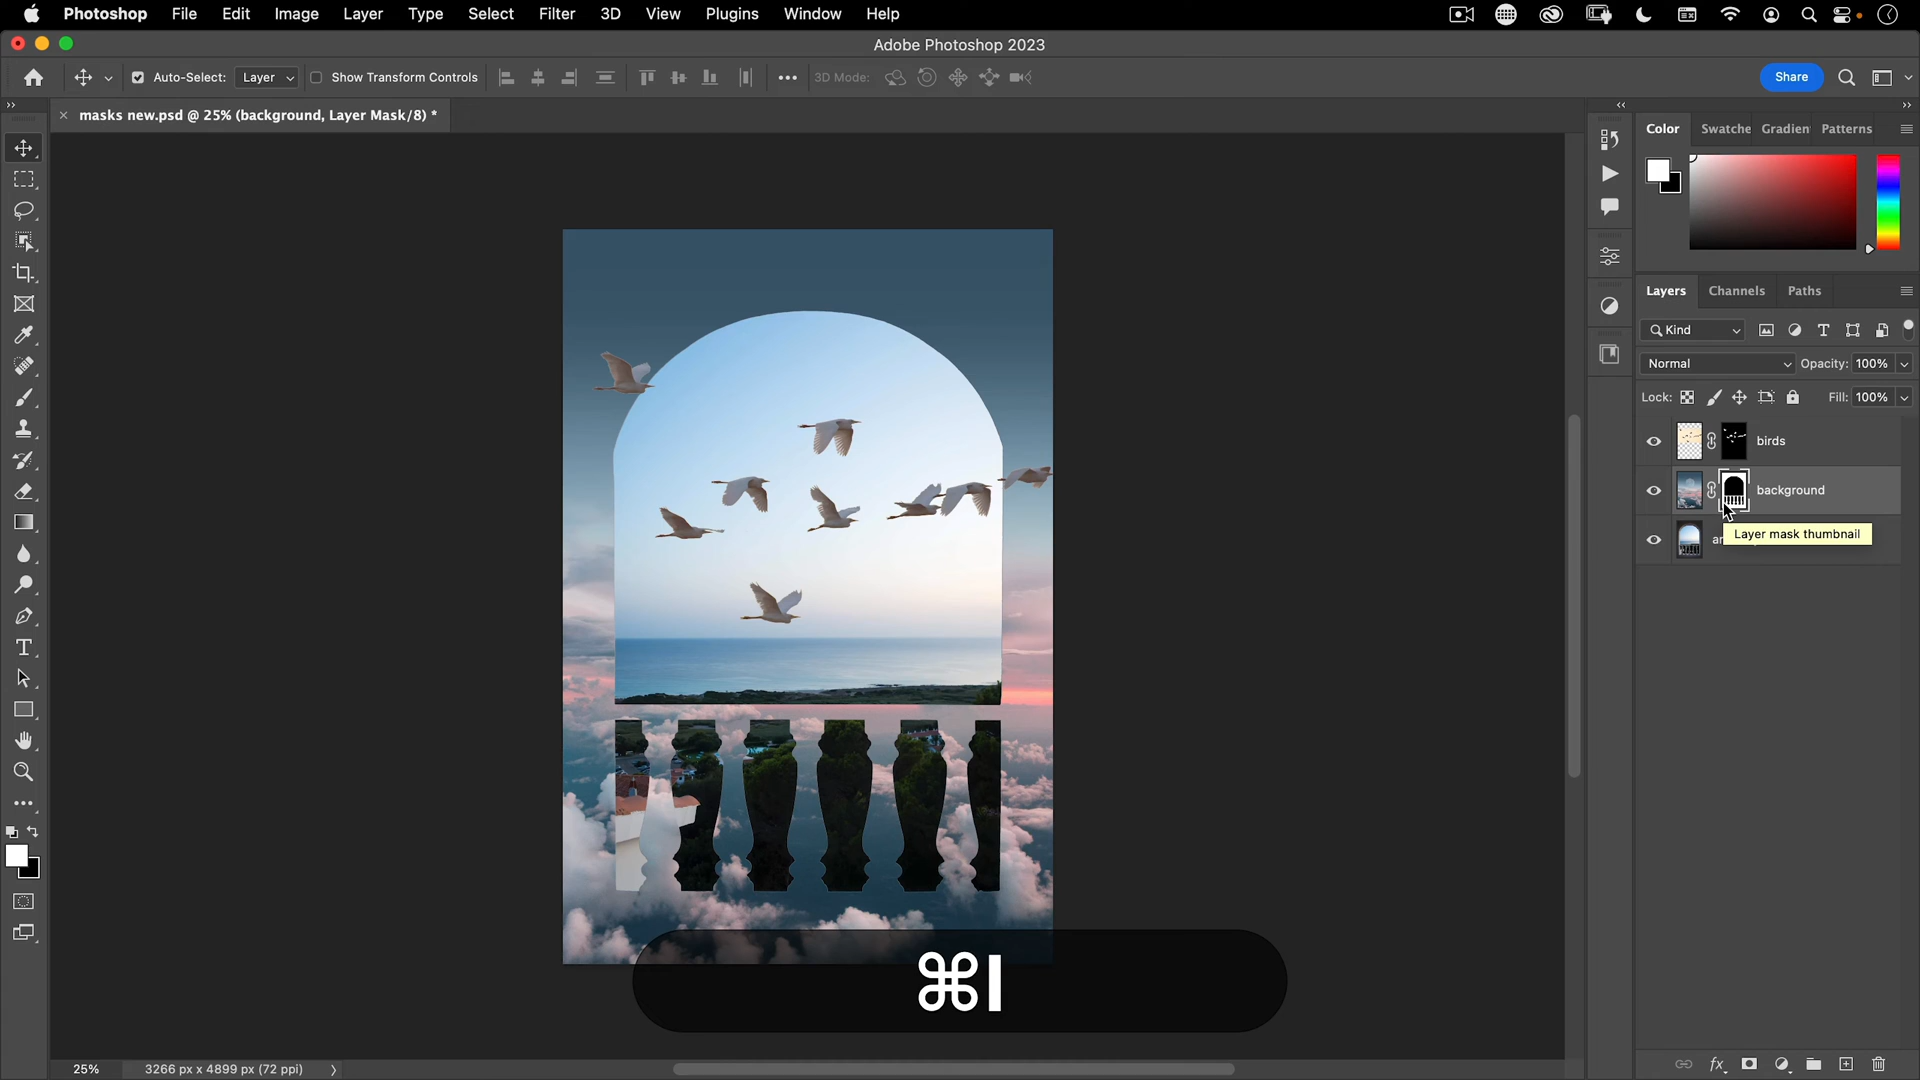 Photoshop File Edit Image Layer Type Select Filter 3D View Plugins Window Help
Adobe Photoshop 2023
Auto-Select: Layer Show Transform Controls 3D Mode: Share
masks new.psd @ 25% (background, Layer Mask/8) *
Color Swatche Gradien Patterns
Layers Channels Paths
Kind
Normal Opacity: 100%
Lock: Fill: 100%
birds
background
Layer mask thumbnail
⌘I
25% 3266 px x 4899 px (72 ppi)